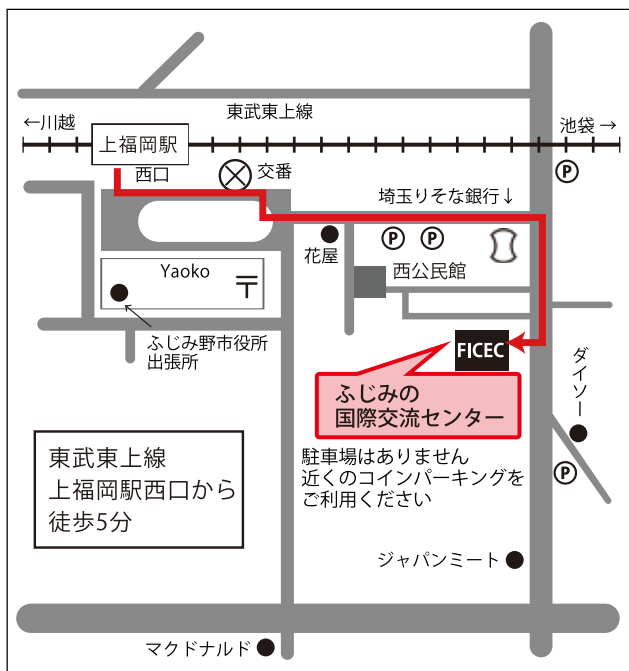 東武東上線
←川越
池袋→
上福岡駅
西口
交番
P
埼玉りそな銀行↓
花屋
P
P
西公民館
Yaoko
〒
ふじみ野市役所
出張所
FICEC
ダイソー
ふじみの
国際交流センター
東武東上線
上福岡駅西口から
徒歩5分
駐車場はありません
近くのコインパーキングを
ご利用ください
P
ジャパンミート
マクドナルド